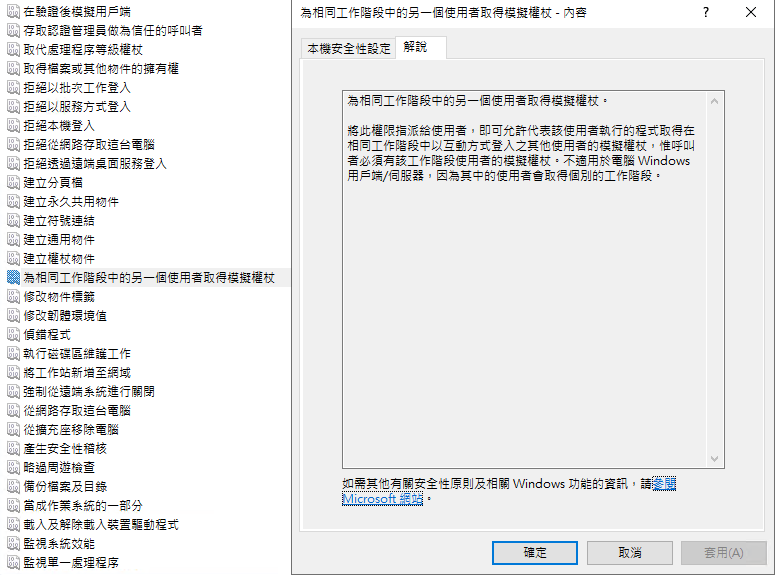 在驗證後模擬用戶端
存取認證管理員做為信任的呼叫者
取代處理程序等級權杖
取得檔案或其他物件的擁有權
拒絕以批次工作登入
拒絕以服務方式登入
拒絕本機登入
拒絕從網路存取這台電腦
拒絕透過遠端桌面服務登入
建立分頁檔
建立永久共用物件
建立符號連結
建立通用物件
建立權杖物件
為相同工作階段中的另一個使用者取得模擬權杖
修改物件標籤
修改韌體環境值
偵錯程式
執行磁碟區維護工作
將工作站新增至網域
強制從遠端系統進行關閉
從網路存取這台電腦
從擴充座移除電腦
產生安全性稽核
略過周遊檢查
備份檔案及目錄
當成作業系統的一部分
載入及解除載入裝置驅動程式
監視系統效能
監視單一處理程序
為相同工作階段中的另一個使用者取得模擬權杖 - 內容
?
本機安全性設定 解說
為相同工作階段中的另一個使用者取得模擬權杖。
將此權限指派給使用者，即可允許代表該使用者執行的程式取得在
相同工作階段中以互動方式登入之其他使用者的模擬權杖，惟呼叫
者必須有該工作階段使用者的模擬權杖。不適用於電腦 Windows
用戶端/伺服器，因為其中的使用者會取得個別的工作階段。
如需其他有關安全性原則及相關 Windows 功能的資訊，請參閱
Microsoft 網站。
確定 取消 套用(A)